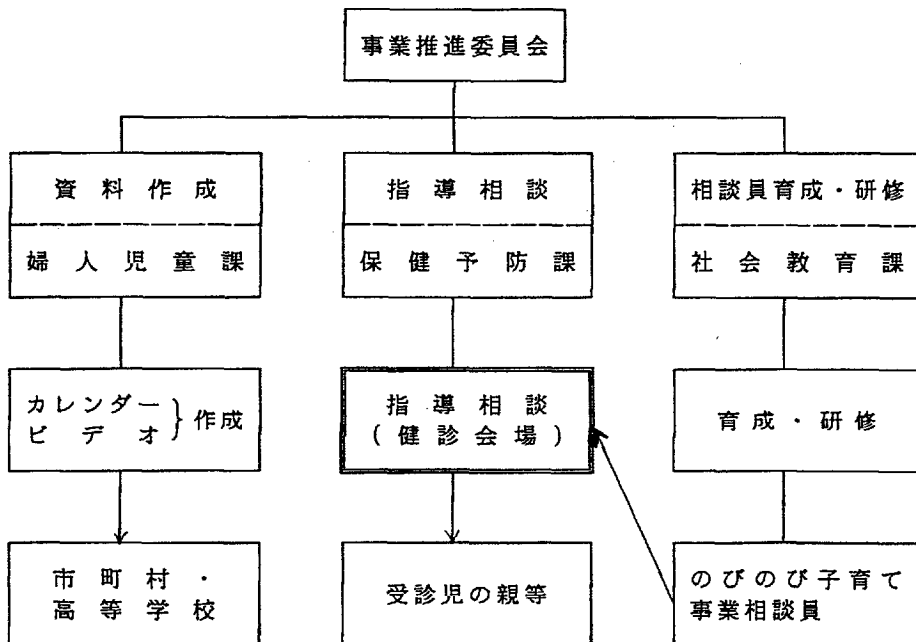 事業推進委員会
資料作成
婦人児童課
指導相談
保健予防課
相談員育成・研修
社会教育課
カレンダー
ビデオ
}作成
指導相談
(健診会場)
育成・研修
市町村・
高等学校
受診児の親等
のびのび子育て
事業相談員